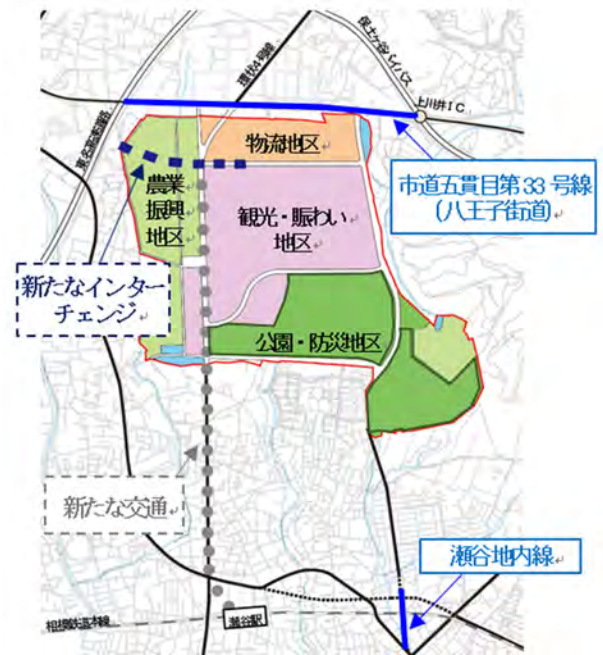 環状4号線
保土ヶ谷バイパス
上川井IC
東名高速道路
物流地区
市道五貫目第33号線
(八王子街道)
農業
振興
地区
観光・賑わい
地区
新たなインター
チェンジ
公園・防災地区
新たな交通
瀬谷地内線
相模鉄道本線
瀬谷駅